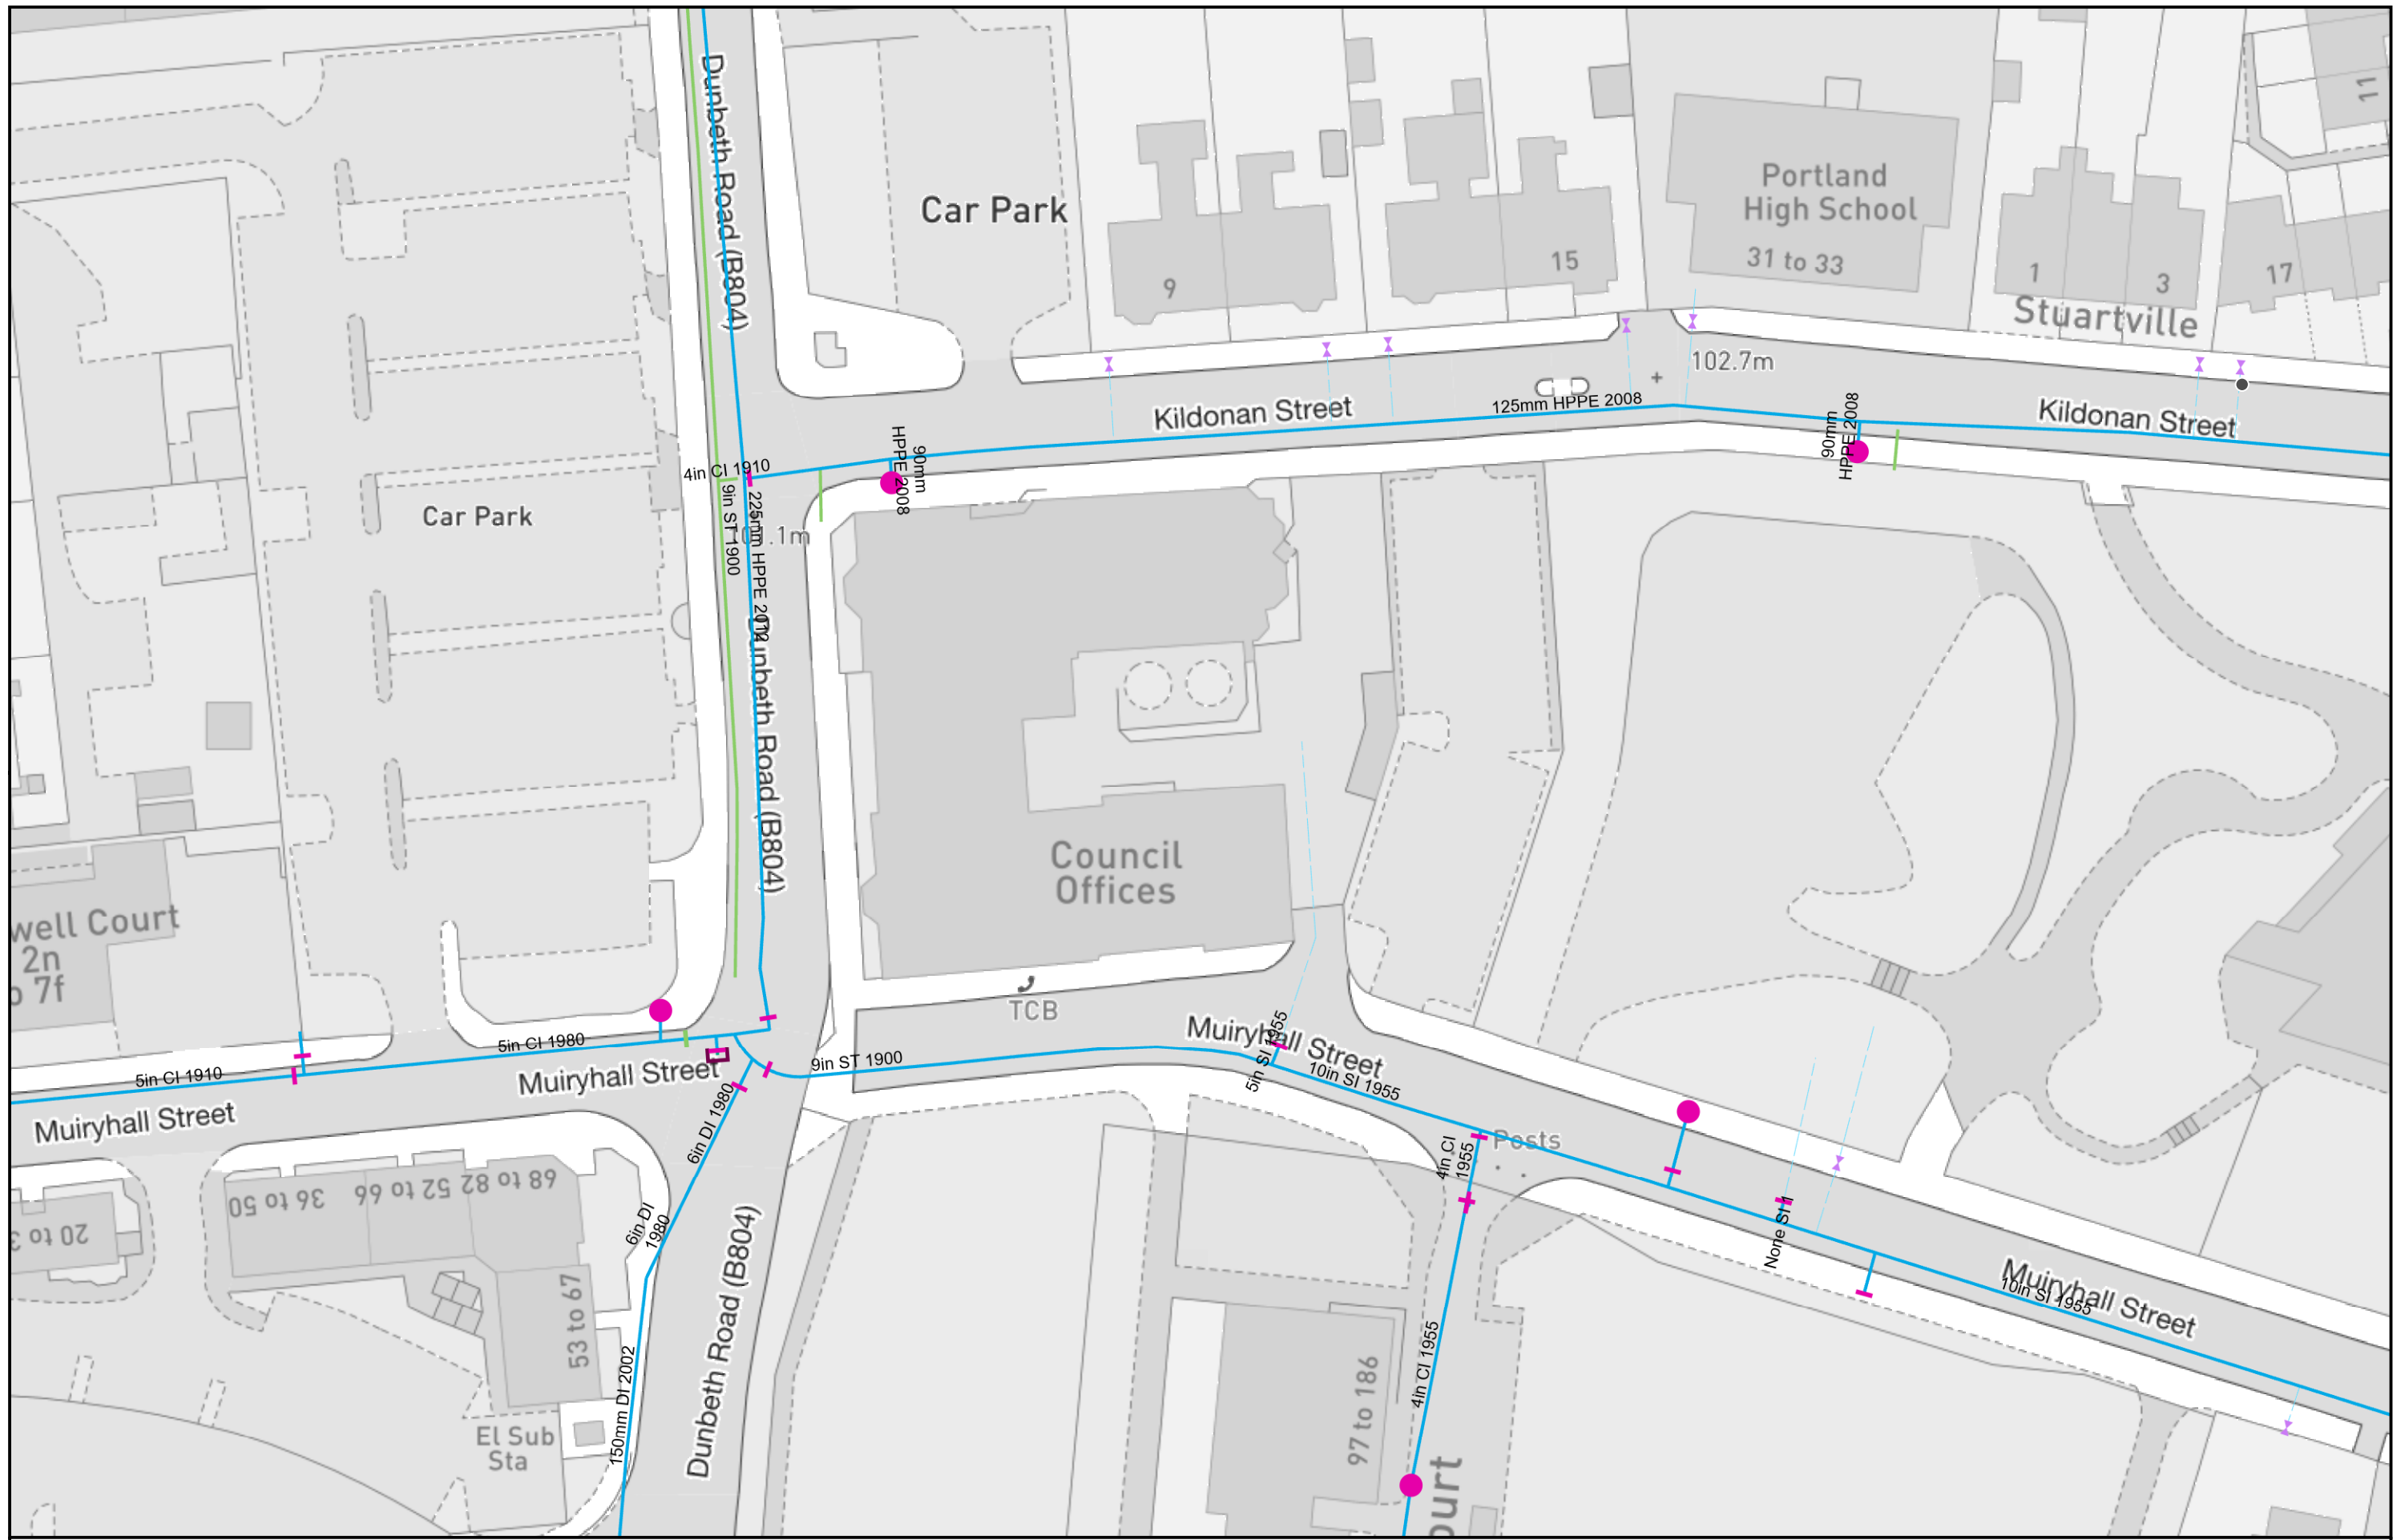 Dunbeth Road (B804)
Car Park
Portland
High School
31 to 33
11
9
15
1
3
17
Stuartville
102.7m
Kildonan Street
125mm HPPE 2008
Kildonan Street
90mm
HPPE 2008
90mm
HPPE 2008
4in CI 1910
9in ST 1900
225mm HPPE 2012
Car Park
Dunbeth Road (B804)
Council
Offices
well Court
2n
7f
TCB
5in CI 1980
5in CI 1910
Muiryhall Street
Muiryhall Street
9in ST 1900
Muiryhall Street
5in SI 1955
10in SI 1955
6in DI 1980
4in CI
1955
Posts
20 to 3
36 to 50
52 to 66
68 to 82
6in DI
1980
None SI 1
Muiryhall Street
10in SI 1955
53 to 67
Dunbeth Road (B804)
150mm DI 2002
4in CI 1955
97 to 186
El Sub
Sta
ourt